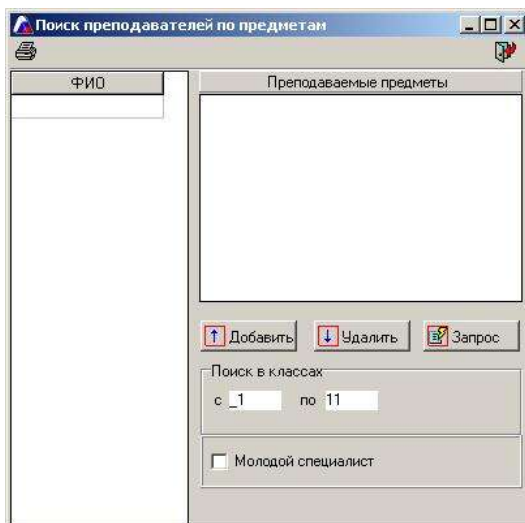 Поиск преподавателей по предметам
ФИО
Преподаваемые предметы
Добавить Удалить Запрос
Поиск в классах
с _1 по 11
Молодой специалист